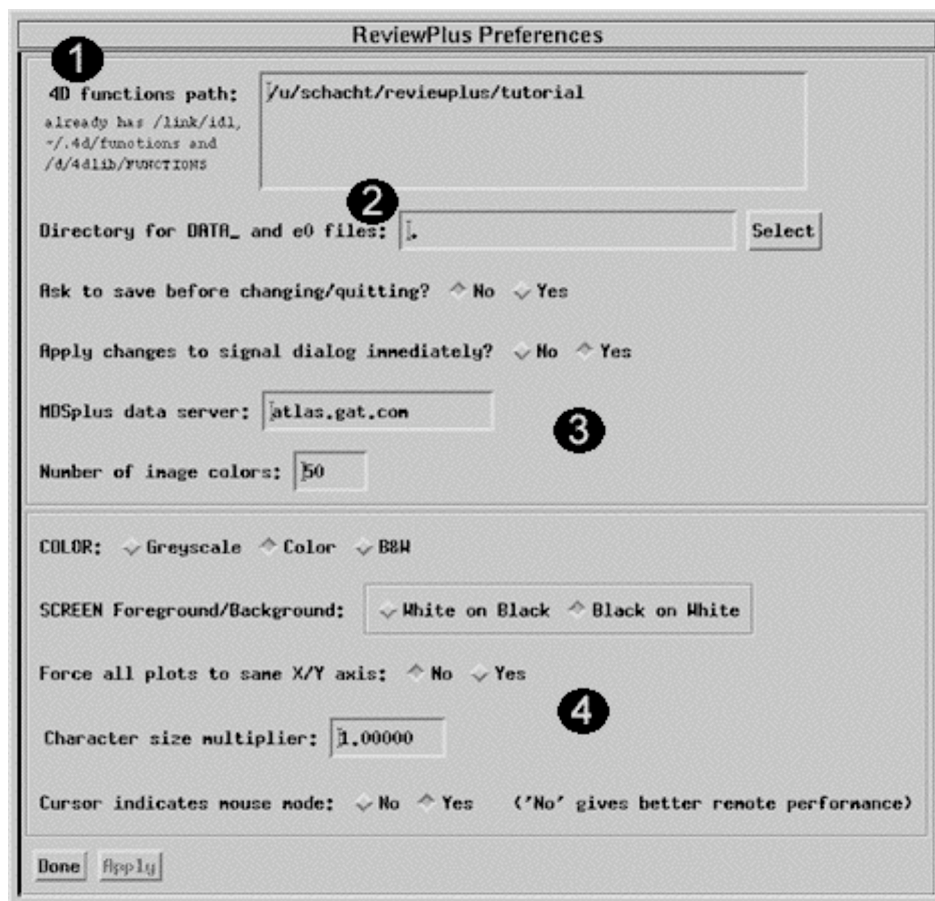 ReviewPlus Preferences
1
4D functions path: /u/schacht/reviewplus/tutorial
already has /link/idl,
~/.4d/functions and
/d/4dlib/FUNCTIONS
2
Directory for DATA_ and e0 files: . Select
Ask to save before changing/quitting? No Yes
Apply changes to signal dialog immediately? No Yes
MDSplus data server: atlas.gat.com
3
Number of image colors: 50
COLOR: Greyscale Color B&W
SCREEN Foreground/Background: White on Black Black on White
Force all plots to same X/Y axis: No Yes
4
Character size multiplier: 1.00000
Cursor indicates mouse mode: No Yes ('No' gives better remote performance)
Done Apply